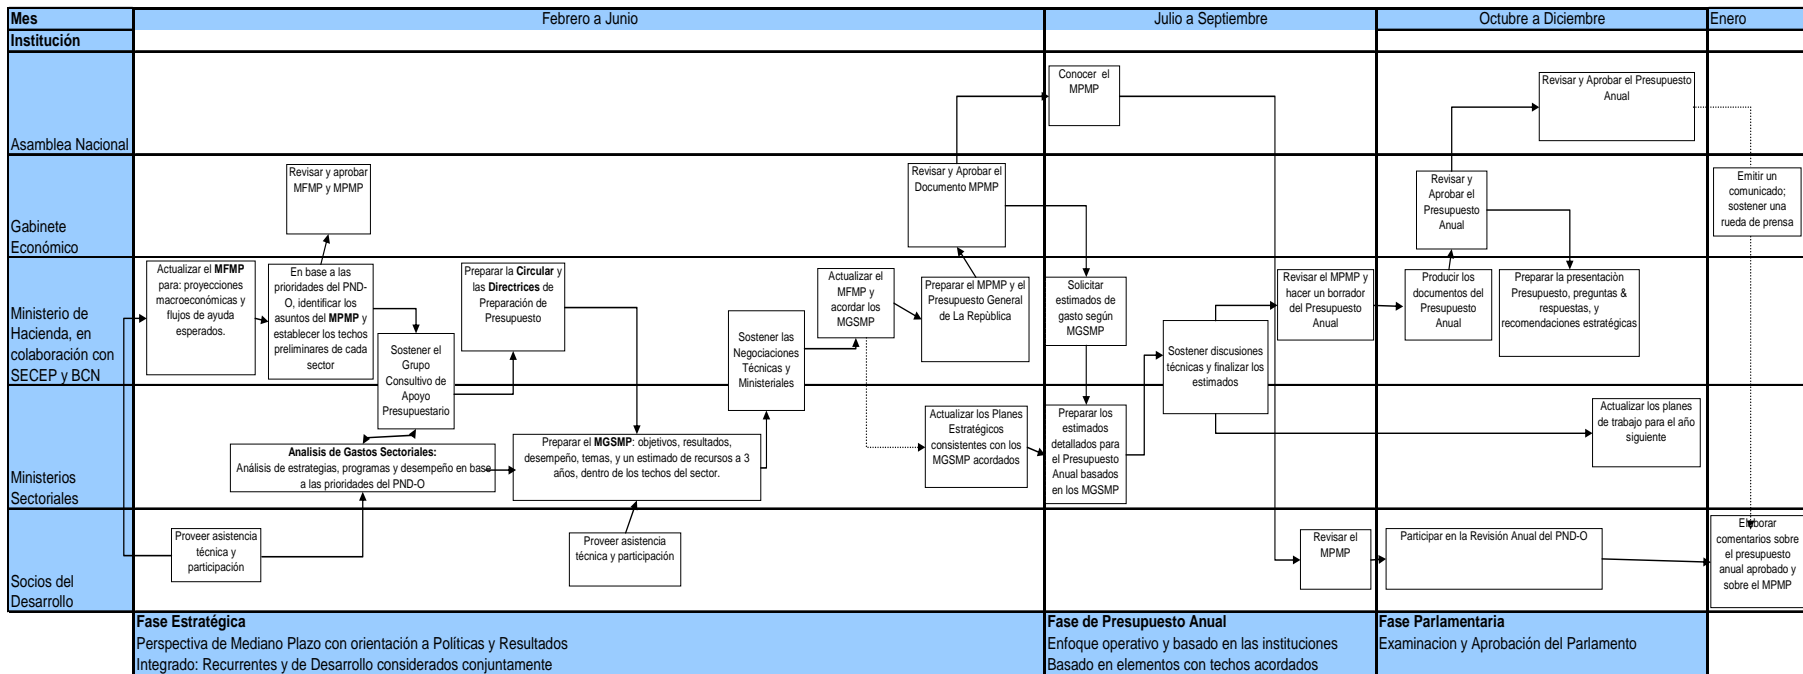 Mes
Febrero a Junio
Julio a Septiembre
Octubre a Diciembre
Enero
Institución
Asamblea Nacional
Conocer el
MPMP
Revisar y Aprobar el Presupuesto
Anual
Gabinete
Económico
Revisar y aprobar
MFMP y MPMP
Revisar y Aprobar el
Documento MPMP
Revisar y
Aprobar el
Presupuesto
Anual
Emitir un
comunicado;
sostener una
rueda de prensa
Ministerio de
Hacienda, en
colaboración con
SECEP y BCN
Actualizar el MFMP
para: proyecciones
macroeconómicas y
flujos de ayuda
esperados.
En base a las
prioridades del PND-
O, identificar los
asuntos del MPMP y
establecer los techos
preliminares de cada
sector
Sostener el
Grupo
Consultivo de
Apoyo
Presupuestario
Preparar la Circular y
las Directrices de
Preparación de
Presupuesto
Sostener las
Negociaciones
Técnicas y
Ministeriales
Actualizar el
MFMP y
acordar los MGSMP
Preparar el MPMP y el
Presupuesto General
de La Repùblica
Solicitar
estimados de
gasto según
MGSMP
Sostener discusiones
técnicas y finalizar los
estimados
Revisar el MPMP y
hacer un borrador
del Presupuesto
Anual
Producir los
documentos del
Presupuesto
Anual
Preparar la presentaciòn
Presupuesto, preguntas &
respuestas, y
recomendaciones estratégicas
Ministerios
Sectoriales
Analisis de Gastos Sectoriales:
Análisis de estrategias, programas y desempeño en base
a las prioridades del PND-O
Preparar el MGSMP: objetivos, resultados,
desempeño, temas, y un estimado de recursos a 3
años, dentro de los techos del sector.
Actualizar los Planes
Estratégicos
consistentes con los
MGSMP acordados
Preparar los
estimados
detallados para
el Presupuesto
Anual basados
en los MGSMP
Actualizar los planes
de trabajo para el año
siguiente
Socios del
Desarrollo
Proveer asistencia
técnica y
participación
Proveer asistencia
técnica y participación
Revisar el
MPMP
Participar en la Revisión Anual del PND-O
Elaborar
comentarios sobre
el presupuesto
anual aprobado y
sobre el MPMP
Fase Estratégica
Perspectiva de Mediano Plazo con orientación a Políticas y Resultados
Integrado: Recurrentes y de Desarrollo considerados conjuntamente
Fase de Presupuesto Anual
Enfoque operativo y basado en las instituciones
Basado en elementos con techos acordados
Fase Parlamentaria
Examinacion y Aprobación del Parlamento